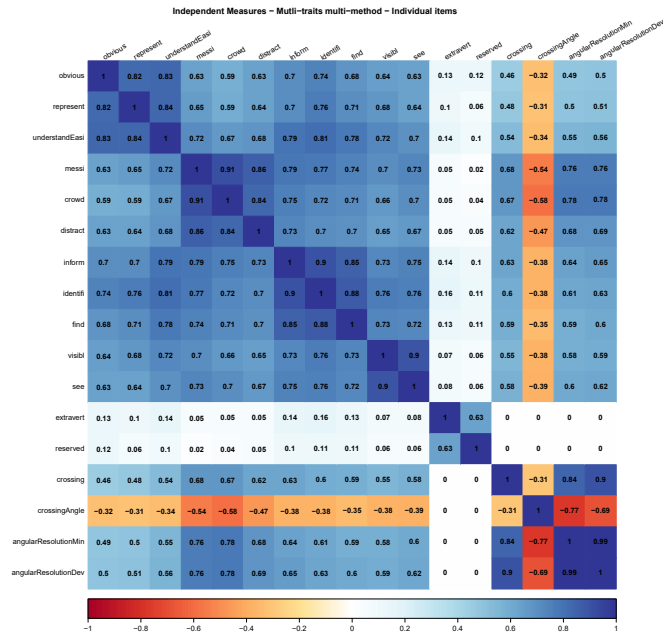 Independent Measures − Mutli−traits multi−method − Individual items
obvious represent understandEasi messi crowd distract inform identifi find visibl see extravert reserved crossing crossingAngle angularResolutionMin angularResolutionDev
obvious 1 0.82 0.83 0.63 0.59 0.63 0.7 0.74 0.68 0.64 0.63 0.13 0.12 0.46 −0.32 0.49 0.5
represent 0.82 1 0.84 0.65 0.59 0.64 0.7 0.76 0.71 0.68 0.64 0.1 0.06 0.48 −0.31 0.5 0.51
understandEasi 0.83 0.84 1 0.72 0.67 0.68 0.79 0.81 0.78 0.72 0.7 0.14 0.1 0.54 −0.34 0.55 0.56
messi 0.63 0.65 0.72 1 0.91 0.86 0.79 0.77 0.74 0.7 0.73 0.05 0.02 0.68 −0.54 0.76 0.76
crowd 0.59 0.59 0.67 0.91 1 0.84 0.75 0.72 0.71 0.66 0.7 0.05 0.04 0.67 −0.58 0.78 0.78
distract 0.63 0.64 0.68 0.86 0.84 1 0.73 0.7 0.7 0.65 0.67 0.05 0.05 0.62 −0.47 0.68 0.69
inform 0.7 0.7 0.79 0.79 0.75 0.73 1 0.9 0.85 0.73 0.75 0.14 0.1 0.63 −0.38 0.64 0.65
identifi 0.74 0.76 0.81 0.77 0.72 0.7 0.9 1 0.88 0.76 0.76 0.16 0.11 0.6 −0.38 0.61 0.63
find 0.68 0.71 0.78 0.74 0.71 0.7 0.85 0.88 1 0.73 0.72 0.13 0.11 0.59 −0.35 0.59 0.6
visibl 0.64 0.68 0.72 0.7 0.66 0.65 0.73 0.76 0.73 1 0.9 0.07 0.06 0.55 −0.38 0.58 0.59
see 0.63 0.64 0.7 0.73 0.7 0.67 0.75 0.76 0.72 0.9 1 0.08 0.06 0.58 −0.39 0.6 0.62
extravert 0.13 0.1 0.14 0.05 0.05 0.05 0.14 0.16 0.13 0.07 0.08 1 0.63 0 0 0 0
reserved 0.12 0.06 0.1 0.02 0.04 0.05 0.1 0.11 0.11 0.06 0.06 0.63 1 0 0 0 0
crossing 0.46 0.48 0.54 0.68 0.67 0.62 0.63 0.6 0.59 0.55 0.58 0 0 1 −0.31 0.84 0.9
crossingAngle −0.32 −0.31 −0.34 −0.54 −0.58 −0.47 −0.38 −0.38 −0.35 −0.38 −0.39 0 0 −0.31 1 −0.77 −0.69
angularResolutionMin 0.49 0.5 0.55 0.76 0.78 0.68 0.64 0.61 0.59 0.58 0.6 0 0 0.84 −0.77 1 0.99
angularResolutionDev 0.5 0.51 0.56 0.76 0.78 0.69 0.65 0.63 0.6 0.59 0.62 0 0 0.9 −0.69 0.99 1
−1 −0.8 −0.6 −0.4 −0.2 0 0.2 0.4 0.6 0.8 1